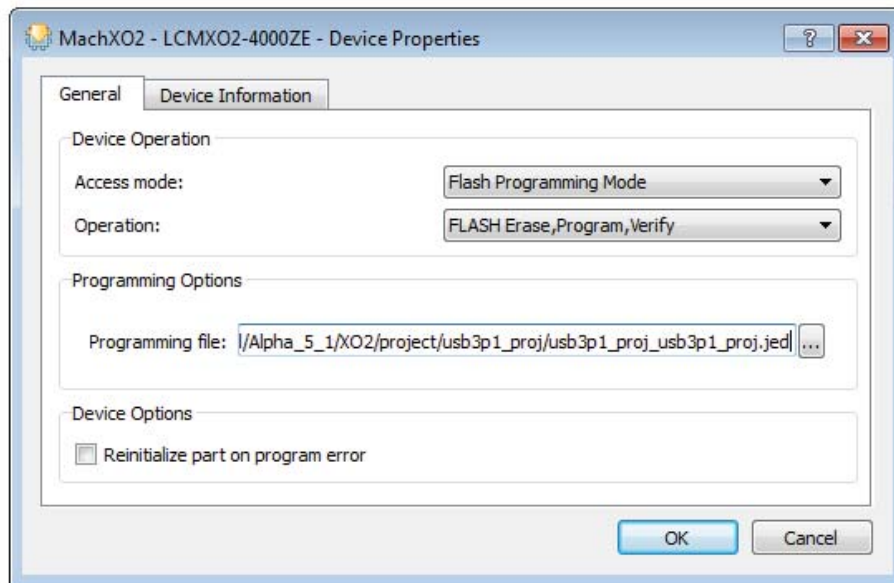 MachXO2 - LCMXO2-4000ZE - Device Properties
General
Device Information
Device Operation
Access mode:
Flash Programming Mode
Operation:
FLASH Erase,Program,Verify
Programming Options
Programming file:
l/Alpha_5_1/XO2/project/usb3p1_proj/usb3p1_proj_usb3p1_proj.jed
...
Device Options
Reinitialize part on program error
OK
Cancel